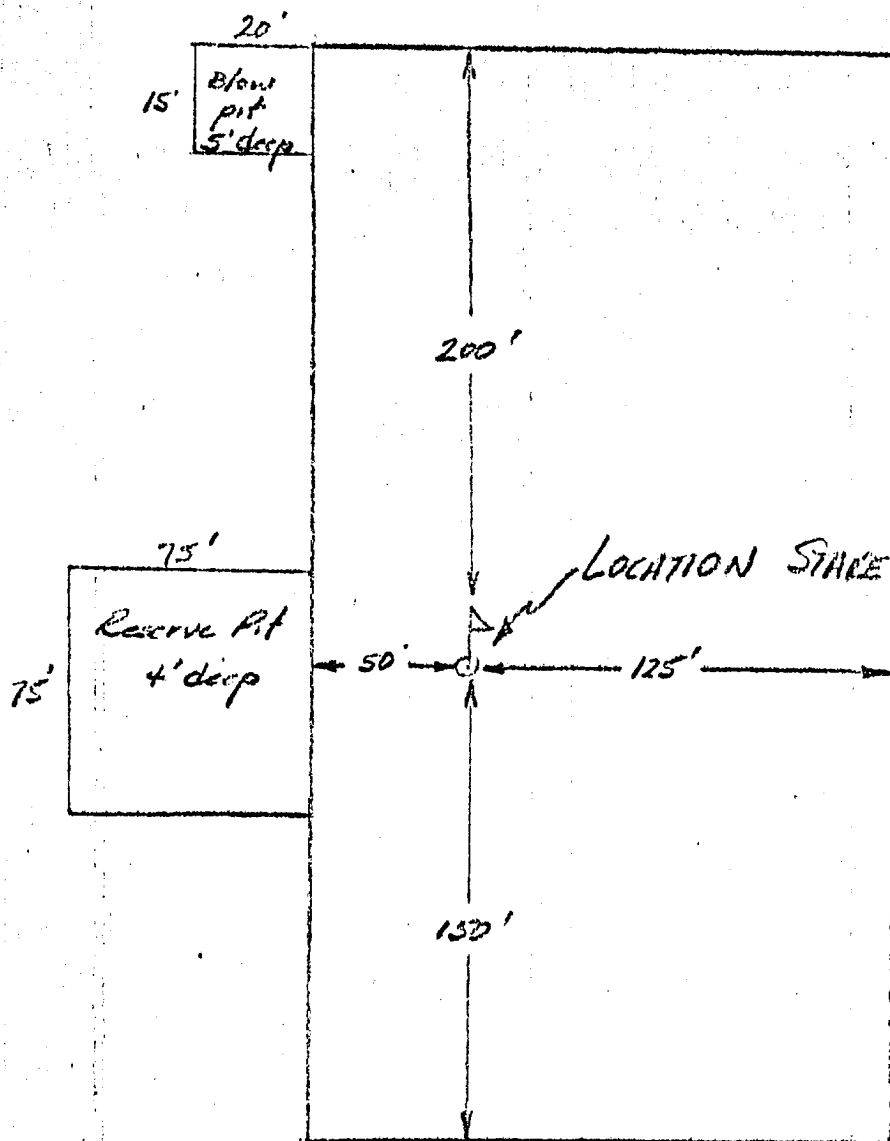 20'
15'
Blow
pit
5' deep
200'
LOCATION STAKE
75'
Reserve Pit
4' deep
75'
50'
125'
150'